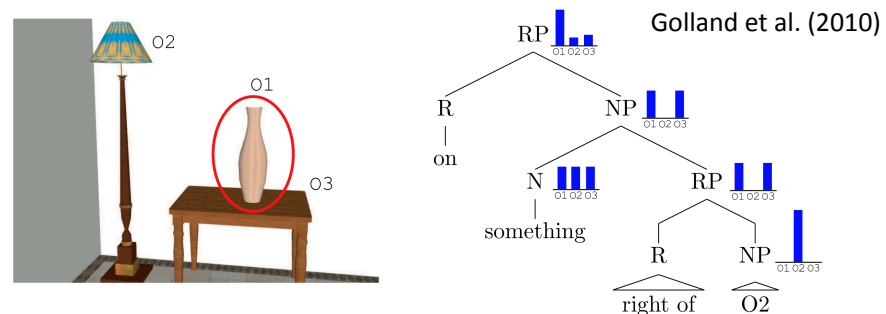 Golland et al. (2010)
O2
O1
O3
RP
O1 O2 O3
R
NP
O1 O2 O3
on
N
O1 O2 O3
RP
O1 O2 O3
something
R
NP
O1 O2 O3
right of
O2